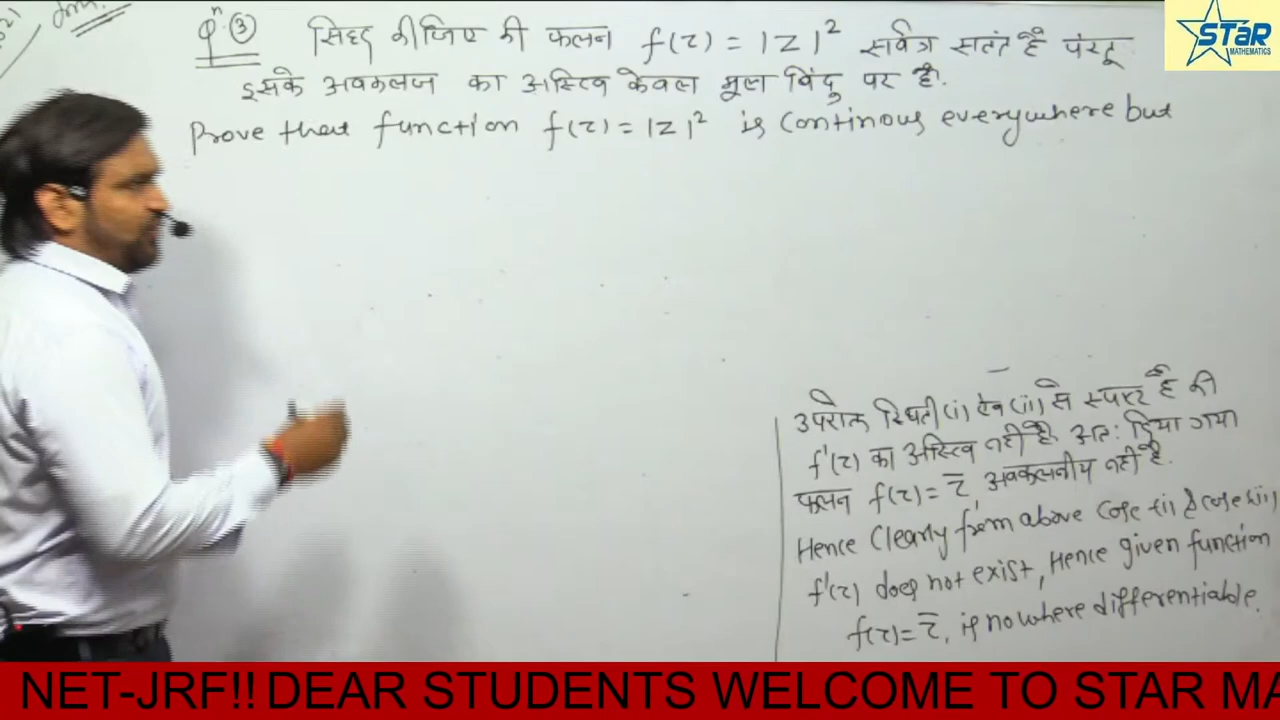 Qⁿ. ③ सिद्ध कीजिए की फलन f(z) = |z|² सर्वत्र सतत है परंतू
इसके अवकलज का अस्तित्व केवल मूल बिंदु पर है.
Prove that function f(z) = |z|² is continous everywhere but
STAR
MATHEMATICS
उपरोक्त स्थिती (i) एवं (ii) से स्पष्ट है की
f'(z) का अस्तित्व नहीं है. अतः दिया गया
फलन f(z) = z̄, अवकलनीय नहीं है.
Hence Clearly from above case (i) & case (ii)
f'(z) does not exist, Hence given function
f(z) = z̄, is nowhere differentiable.
NET-JRF!! DEAR STUDENTS WELCOME TO STAR MA